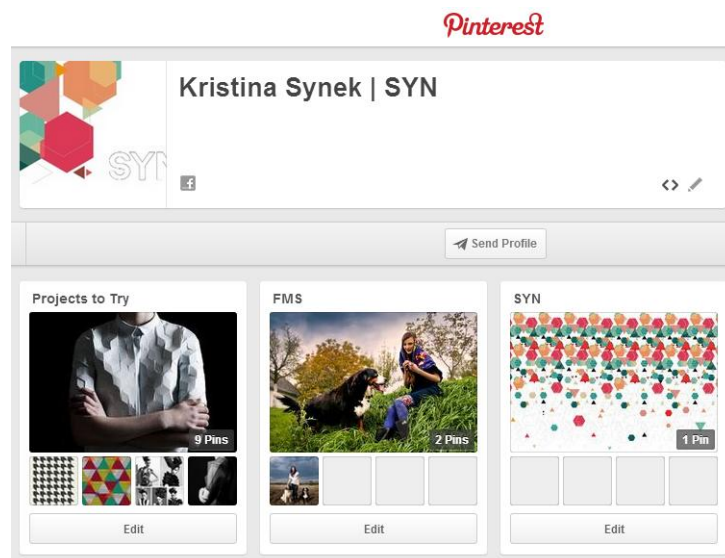 Pinterest
Kristina Synek | SYN
SYN
f
<>
Send Profile
Projects to Try
9 Pins
Edit
FMS
2 Pins
Edit
SYN
1 Pin
Edit